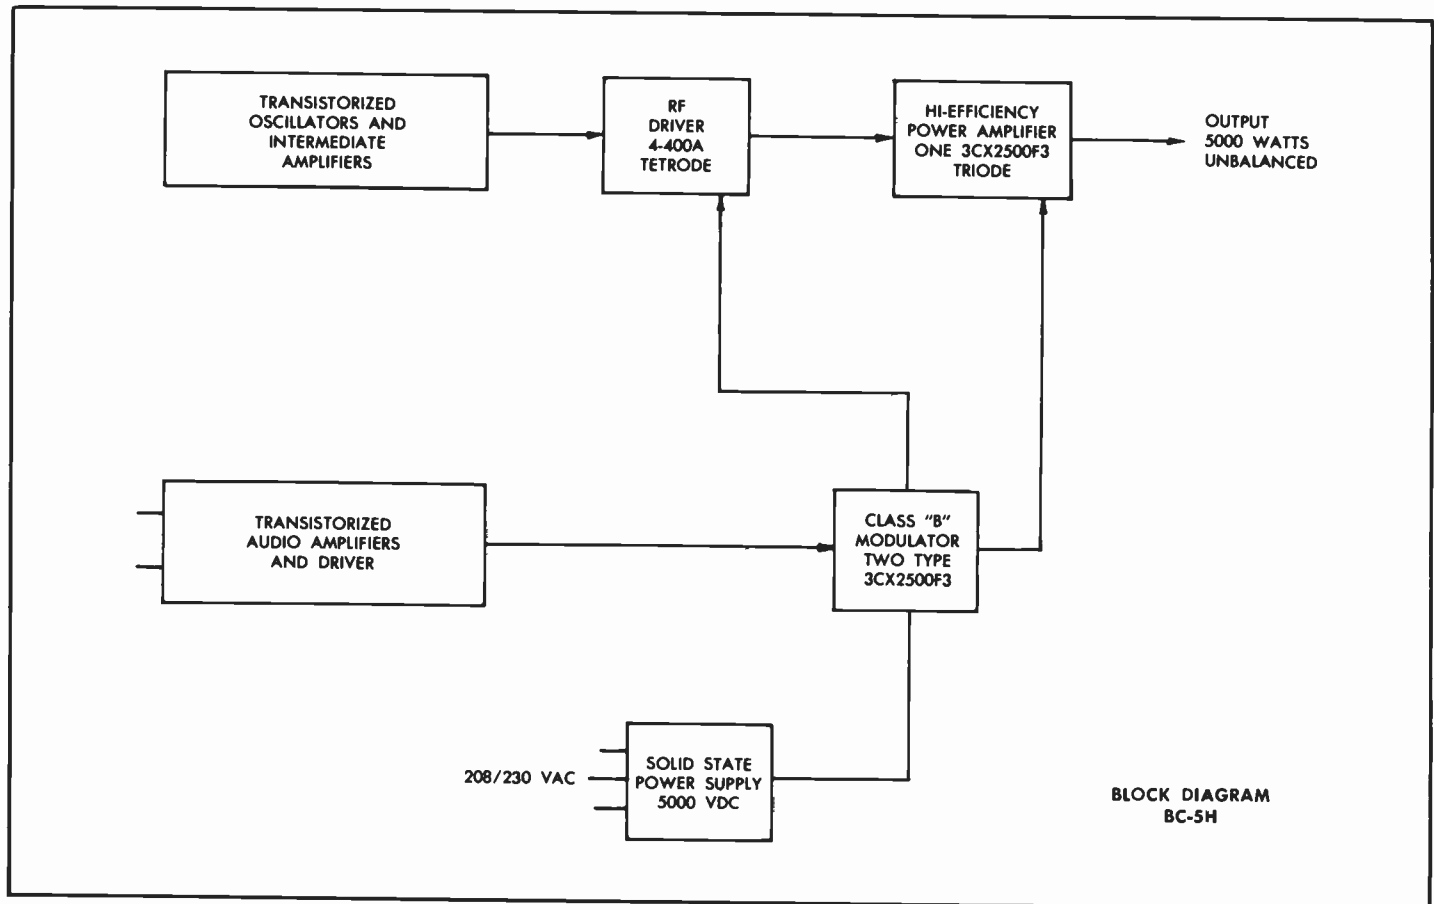 TRANSISTORIZED
OSCILLATORS AND
INTERMEDIATE
AMPLIFIERS
RF
DRIVER
4-400A
TETRODE
HI-EFFICIENCY
POWER AMPLIFIER
ONE 3CX2500F3
TRIODE
OUTPUT
5000 WATTS
UNBALANCED
TRANSISTORIZED
AUDIO AMPLIFIERS
AND DRIVER
CLASS "B"
MODULATOR
TWO TYPE
3CX2500F3
208/230 VAC
SOLID STATE
POWER SUPPLY
5000 VDC
BLOCK DIAGRAM
BC-5H